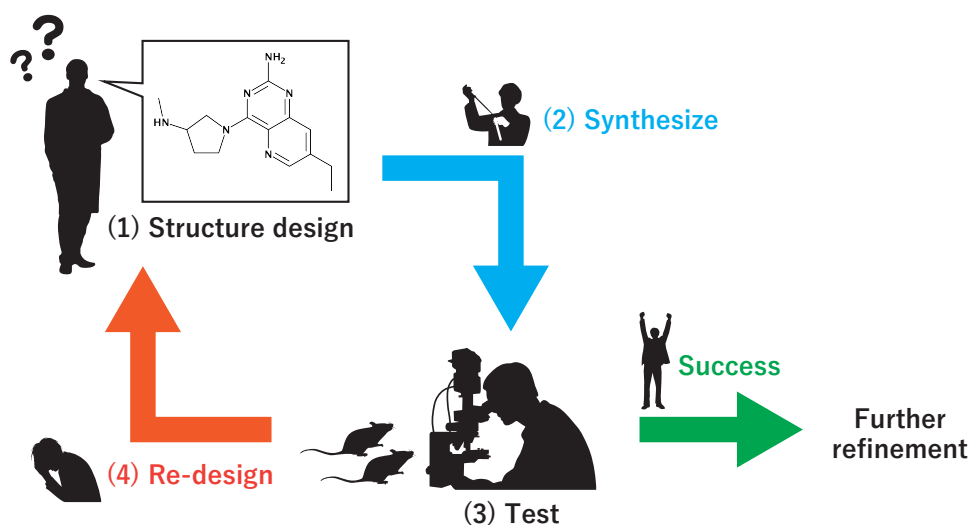 ? ?
NH2
N N
HN N N
N
(1) Structure design
(2) Synthesize
Success
Further
refinement
(4) Re-design
(3) Test